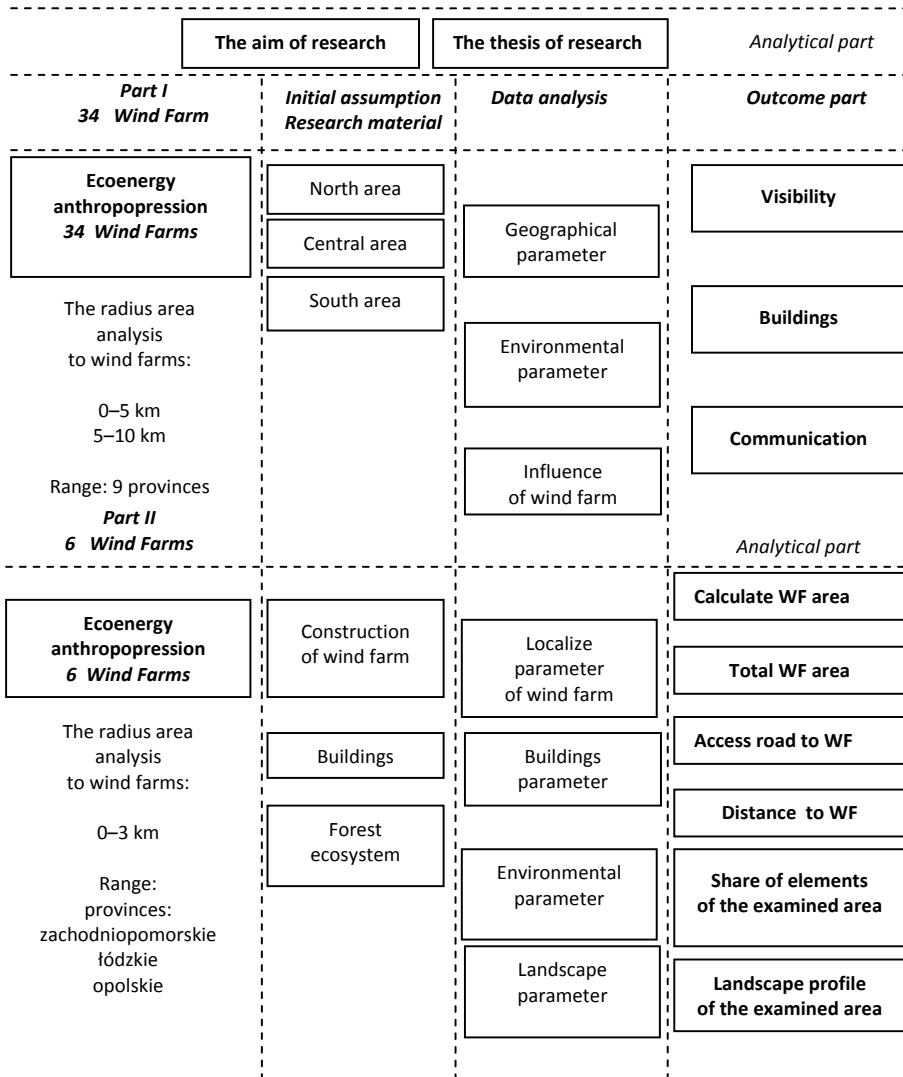 The aim of research
The thesis of research
Analytical part
Part I
34 Wind Farm
Initial assumption
Research material
Data analysis
Outcome part
Ecoenergy
anthropopression
34 Wind Farms
The radius area
analysis
to wind farms:
0–5 km
5–10 km
Range: 9 provinces
North area
Central area
South area
Geographical
parameter
Environmental
parameter
Influence
of wind farm
Visibility
Buildings
Communication
Part II
6 Wind Farms
Analytical part
Ecoenergy
anthropopression
6 Wind Farms
The radius area
analysis
to wind farms:
0–3 km
Range:
provinces:
zachodniopomorskie
łódzkie
opolskie
Construction
of wind farm
Buildings
Forest
ecosystem
Localize
parameter
of wind farm
Buildings
parameter
Environmental
parameter
Landscape
parameter
Calculate WF area
Total WF area
Access road to WF
Distance to WF
Share of elements
of the examined area
Landscape profile
of the examined area